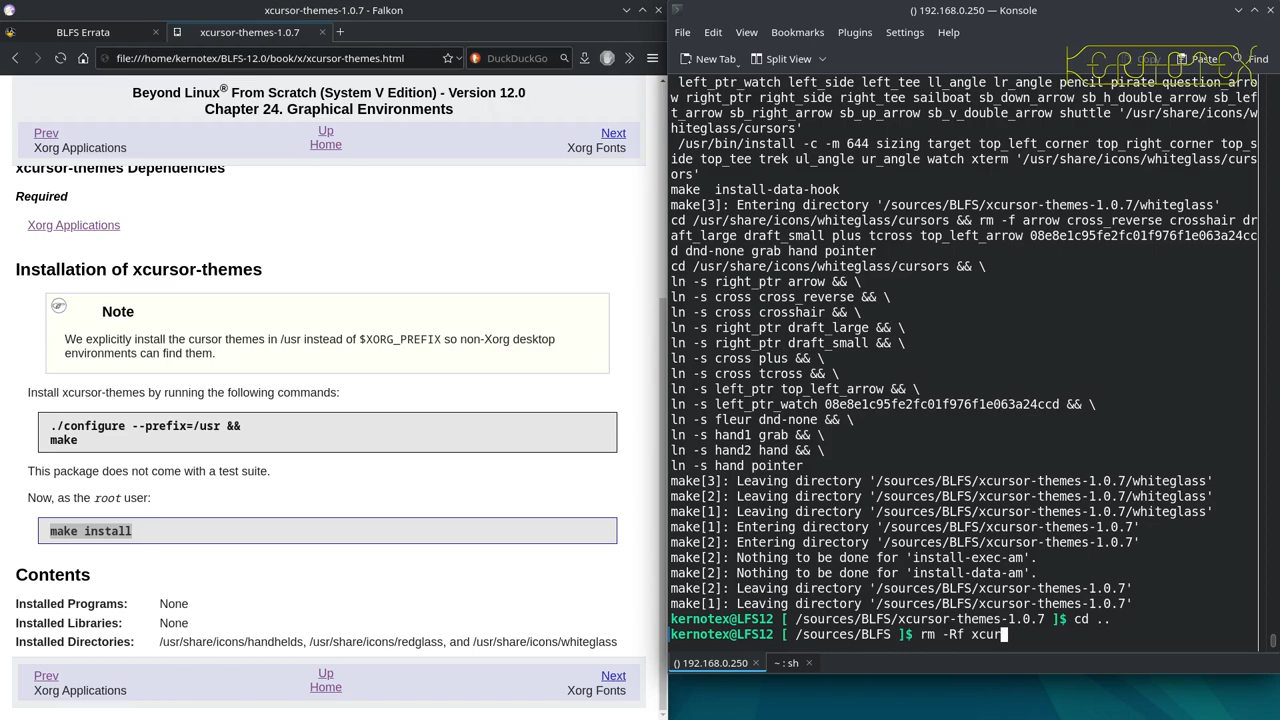 xcursor-themes-1.0.7 - Falkon
BLFS Errata
xcursor-themes-1.0.7
file:///home/kernotex/BLFS-12.0/book/x/xcursor-themes.html
DuckDuckGo
Beyond Linux® From Scratch (System V Edition) - Version 12.0
Chapter 24. Graphical Environments
Prev
Up
Next
Xorg Applications
Home
Xorg Fonts
xcursor-themes Dependencies
Required
Xorg Applications
Installation of xcursor-themes
Note
We explicitly install the cursor themes in /usr instead of $XORG_PREFIX so non-Xorg desktop
environments can find them.
Install xcursor-themes by running the following commands:
./configure --prefix=/usr &&
make
This package does not come with a test suite.
Now, as the root user:
make install
Contents
Installed Programs: None
Installed Libraries: None
Installed Directories: /usr/share/icons/handhelds, /usr/share/icons/redglass, and /usr/share/icons/whiteglass
Prev
Up
Next
Xorg Applications
Home
Xorg Fonts
() 192.168.0.250 — Konsole
File Edit View Bookmarks Plugins Settings Help
New Tab
Split View
Copy
Paste
Find
KERNOTEX
left_ptr_watch left_side left_tee ll_angle lr_angle pencil pirate question_arro
w right_ptr right_side right_tee sailboat sb_down_arrow sb_h_double_arrow sb_lef
t_arrow sb_right_arrow sb_up_arrow sb_v_double_arrow shuttle '/usr/share/icons/w
hiteglass/cursors'
/usr/bin/install -c -m 644 sizing target top_left_corner top_right_corner top_s
ide top_tee trek ul_angle ur_angle watch xterm '/usr/share/icons/whiteglass/curs
ors'
make  install-data-hook
make[3]: Entering directory '/sources/BLFS/xcursor-themes-1.0.7/whiteglass'
cd /usr/share/icons/whiteglass/cursors && rm -f arrow cross_reverse crosshair dr
aft_large draft_small plus tcross top_left_arrow 08e8e1c95fe2fc01f976f1e063a24cc
d dnd-none grab hand pointer
cd /usr/share/icons/whiteglass/cursors && \
ln -s right_ptr arrow && \
ln -s cross cross_reverse && \
ln -s cross crosshair && \
ln -s right_ptr draft_large && \
ln -s right_ptr draft_small && \
ln -s cross plus && \
ln -s cross tcross && \
ln -s left_ptr top_left_arrow && \
ln -s left_ptr_watch 08e8e1c95fe2fc01f976f1e063a24ccd && \
ln -s fleur dnd-none && \
ln -s hand1 grab && \
ln -s hand2 hand && \
ln -s hand pointer
make[3]: Leaving directory '/sources/BLFS/xcursor-themes-1.0.7/whiteglass'
make[2]: Leaving directory '/sources/BLFS/xcursor-themes-1.0.7/whiteglass'
make[1]: Leaving directory '/sources/BLFS/xcursor-themes-1.0.7/whiteglass'
make[1]: Entering directory '/sources/BLFS/xcursor-themes-1.0.7'
make[2]: Entering directory '/sources/BLFS/xcursor-themes-1.0.7'
make[2]: Nothing to be done for 'install-exec-am'.
make[2]: Nothing to be done for 'install-data-am'.
make[2]: Leaving directory '/sources/BLFS/xcursor-themes-1.0.7'
make[1]: Leaving directory '/sources/BLFS/xcursor-themes-1.0.7'
kernotex@LFS12 [ /sources/BLFS/xcursor-themes-1.0.7 ]$ cd ..
kernotex@LFS12 [ /sources/BLFS ]$ rm -Rf xcur
() 192.168.0.250
~ : sh